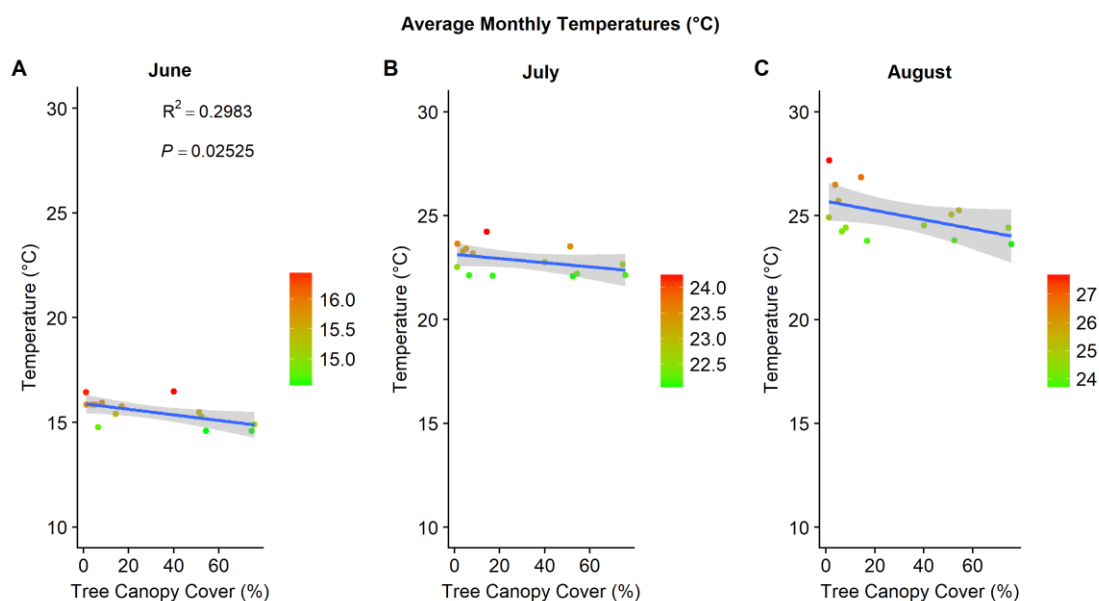 Average Monthly Temperatures (°C)
A
June
R² = 0.2983
P = 0.02525
30
25
20
15
10
Temperature (°C)
0 20 40 60
Tree Canopy Cover (%)
16.0
15.5
15.0
B
July
30
25
20
15
10
Temperature (°C)
0 20 40 60
Tree Canopy Cover (%)
24.0
23.5
23.0
22.5
C
August
30
25
20
15
10
Temperature (°C)
0 20 40 60
Tree Canopy Cover (%)
27
26
25
24